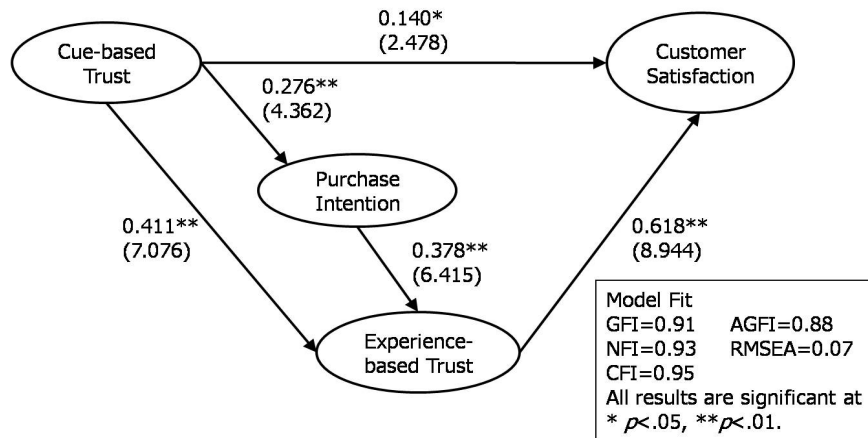 0.140*
(2.478)
Cue-based
Trust
Customer
Satisfaction
0.276**
(4.362)
Purchase
Intention
0.411**
(7.076)
0.378**
(6.415)
0.618**
(8.944)
Experience-
based Trust
Model Fit
GFI=0.91 AGFI=0.88
NFI=0.93 RMSEA=0.07
CFI=0.95
All results are significant at
* p<.05, **p<.01.